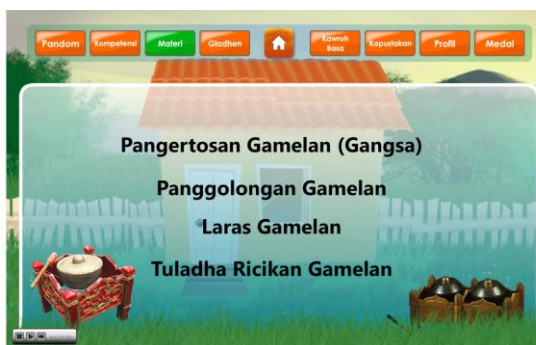 Pandom
Kompetensi
Materi
Gladhen
Kawruh
Basa
Kapustakan
Profil
Medal
Pangertosan Gamelan (Gangsa)
Panggolongan Gamelan
Laras Gamelan
Tuladha Ricikan Gamelan